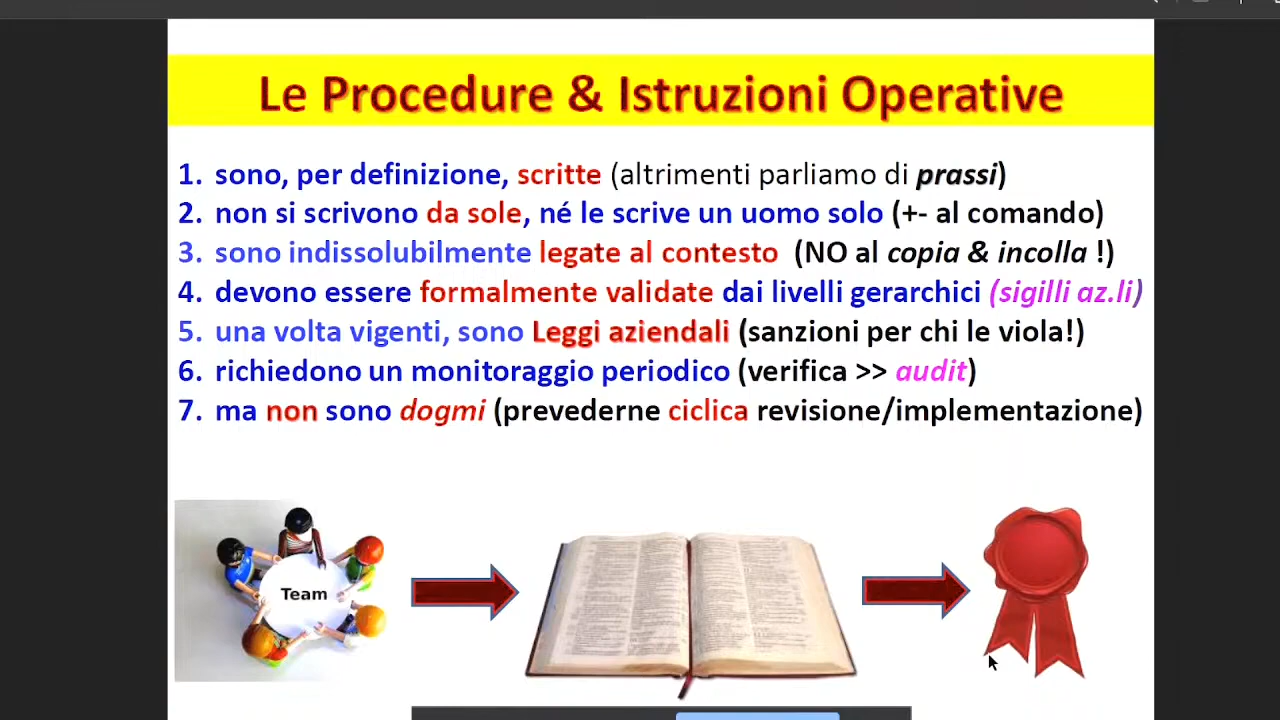 Le Procedure & Istruzioni Operative
1. sono, per definizione, scritte (altrimenti parliamo di prassi)
2. non si scrivono da sole, né le scrive un uomo solo (+- al comando)
3. sono indissolubilmente legate al contesto (NO al copia & incolla !)
4. devono essere formalmente validate dai livelli gerarchici (sigilli az.li)
5. una volta vigenti, sono Leggi aziendali (sanzioni per chi le viola!)
6. richiedono un monitoraggio periodico (verifica >> audit)
7. ma non sono dogmi (prevederne ciclica revisione/implementazione)
Team